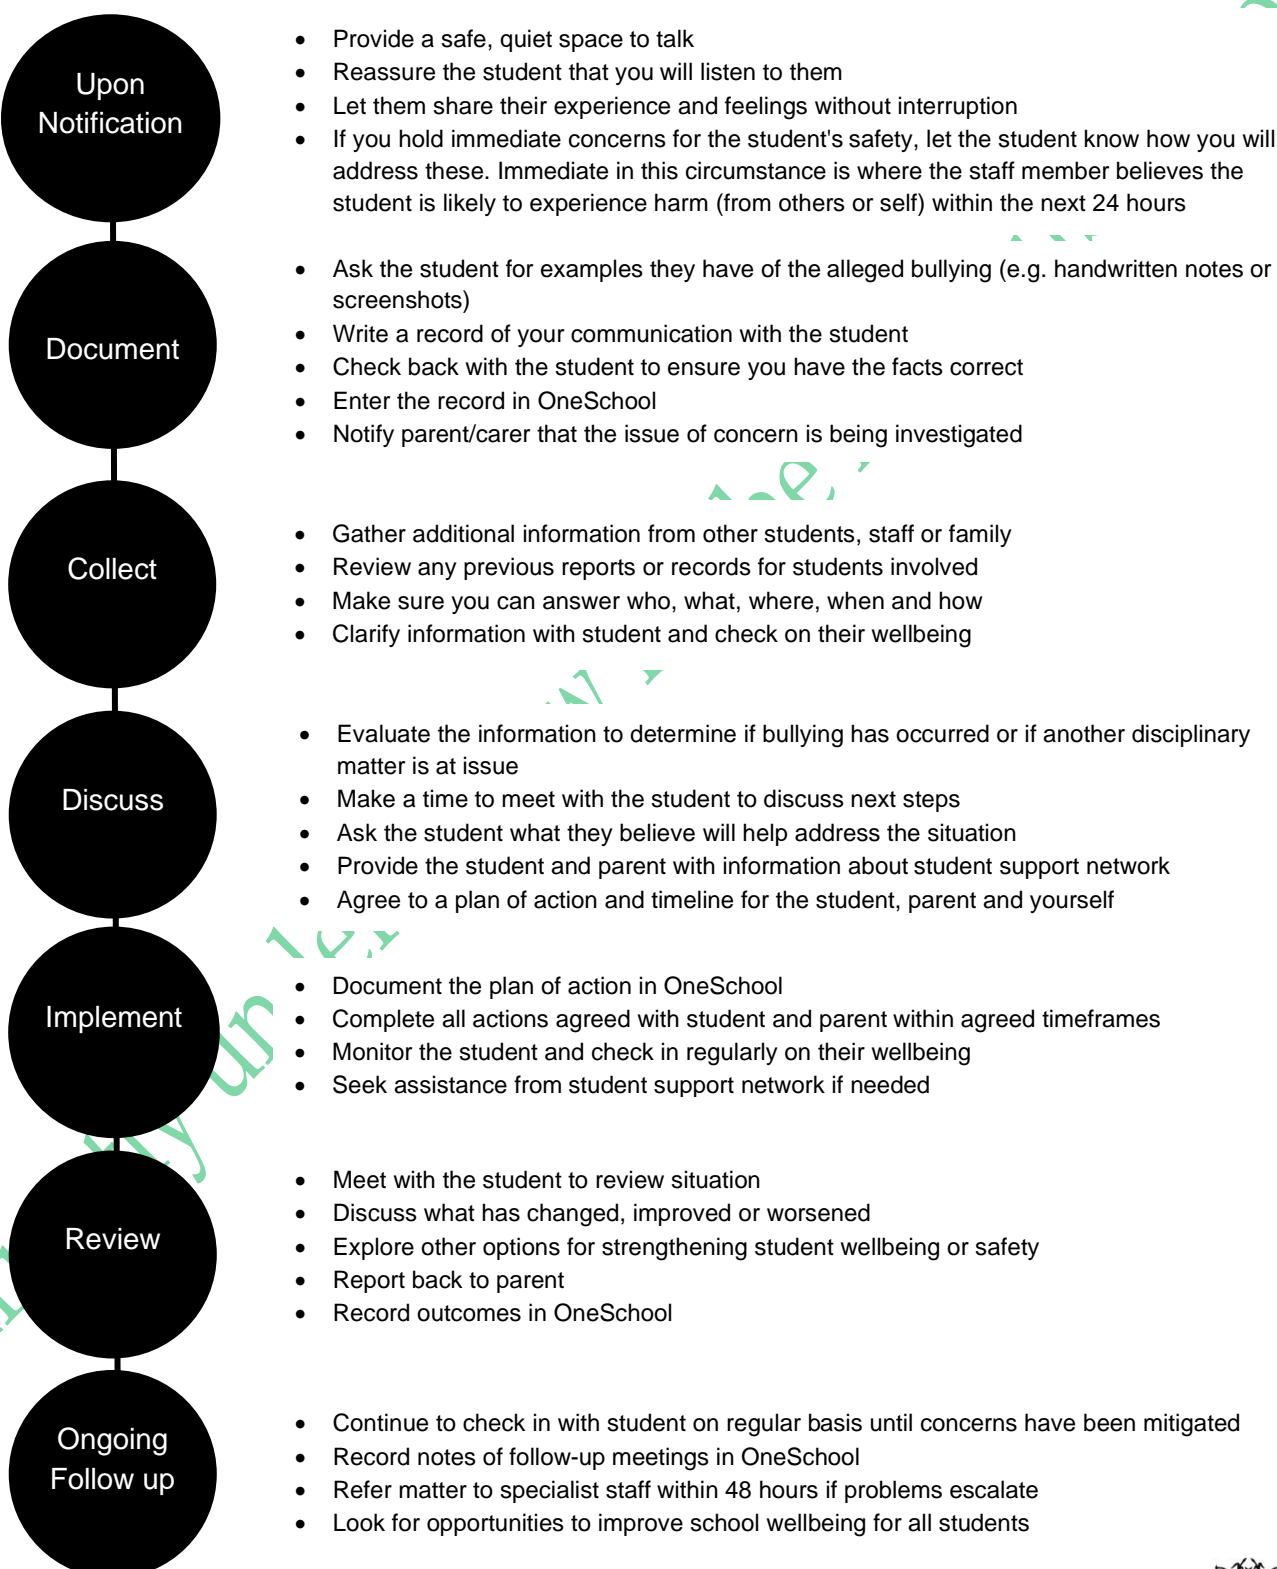 Upon
Notification
• Provide a safe, quiet space to talk
• Reassure the student that you will listen to them
• Let them share their experience and feelings without interruption
• If you hold immediate concerns for the student's safety, let the student know how you will
address these. Immediate in this circumstance is where the staff member believes the
student is likely to experience harm (from others or self) within the next 24 hours
Document
• Ask the student for examples they have of the alleged bullying (e.g. handwritten notes or
screenshots)
• Write a record of your communication with the student
• Check back with the student to ensure you have the facts correct
• Enter the record in OneSchool
• Notify parent/carer that the issue of concern is being investigated
Collect
• Gather additional information from other students, staff or family
• Review any previous reports or records for students involved
• Make sure you can answer who, what, where, when and how
• Clarify information with student and check on their wellbeing
Discuss
• Evaluate the information to determine if bullying has occurred or if another disciplinary
matter is at issue
• Make a time to meet with the student to discuss next steps
• Ask the student what they believe will help address the situation
• Provide the student and parent with information about student support network
• Agree to a plan of action and timeline for the student, parent and yourself
Implement
• Document the plan of action in OneSchool
• Complete all actions agreed with student and parent within agreed timeframes
• Monitor the student and check in regularly on their wellbeing
• Seek assistance from student support network if needed
Review
• Meet with the student to review situation
• Discuss what has changed, improved or worsened
• Explore other options for strengthening student wellbeing or safety
• Report back to parent
• Record outcomes in OneSchool
Ongoing
Follow up
• Continue to check in with student on regular basis until concerns have been mitigated
• Record notes of follow-up meetings in OneSchool
• Refer matter to specialist staff within 48 hours if problems escalate
• Look for opportunities to improve school wellbeing for all students